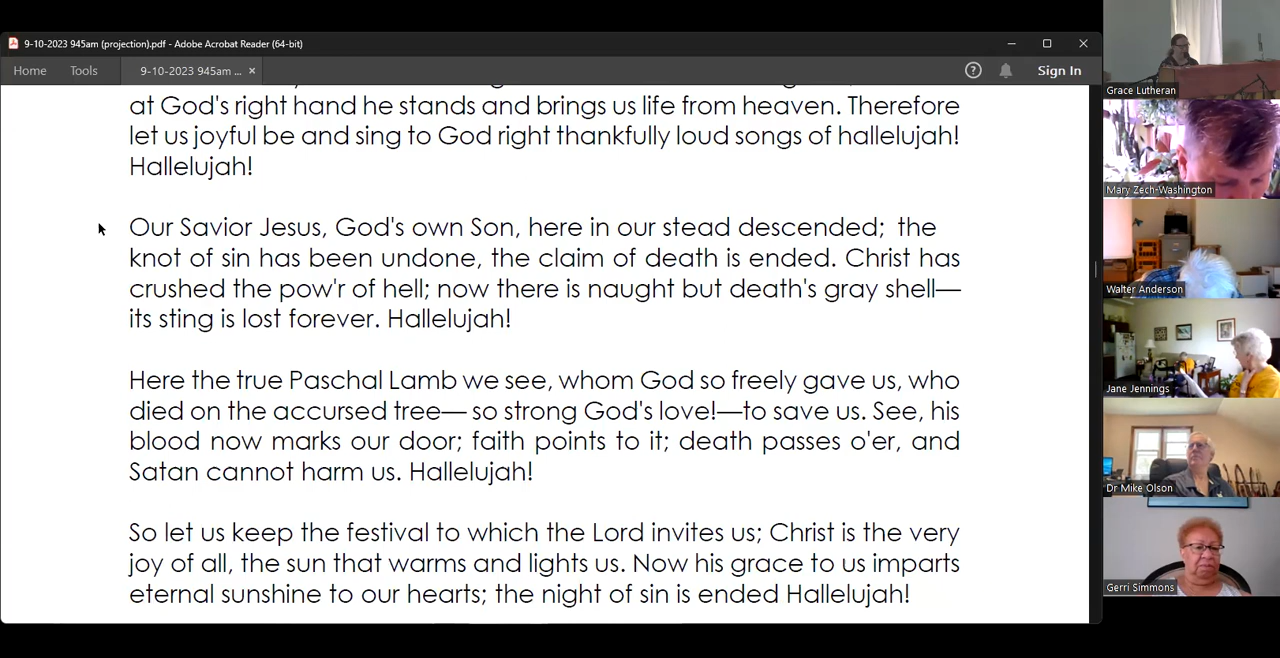 9-10-2023 945am (projection).pdf - Adobe Acrobat Reader (64-bit)
Home Tools 9-10-2023 945am ... × Sign In
at God's right hand he stands and brings us life from heaven. Therefore
let us joyful be and sing to God right thankfully loud songs of hallelujah!
Hallelujah!
Our Savior Jesus, God's own Son, here in our stead descended; the
knot of sin has been undone, the claim of death is ended. Christ has
crushed the pow'r of hell; now there is naught but death's gray shell—
its sting is lost forever. Hallelujah!
Here the true Paschal Lamb we see, whom God so freely gave us, who
died on the accursed tree— so strong God's love!—to save us. See, his
blood now marks our door; faith points to it; death passes o'er, and
Satan cannot harm us. Hallelujah!
So let us keep the festival to which the Lord invites us; Christ is the very
joy of all, the sun that warms and lights us. Now his grace to us imparts
eternal sunshine to our hearts; the night of sin is ended Hallelujah!
Grace Lutheran
Mary Zech-Washington
Walter Anderson
Jane Jennings
Dr Mike Olson
Gerri Simmons